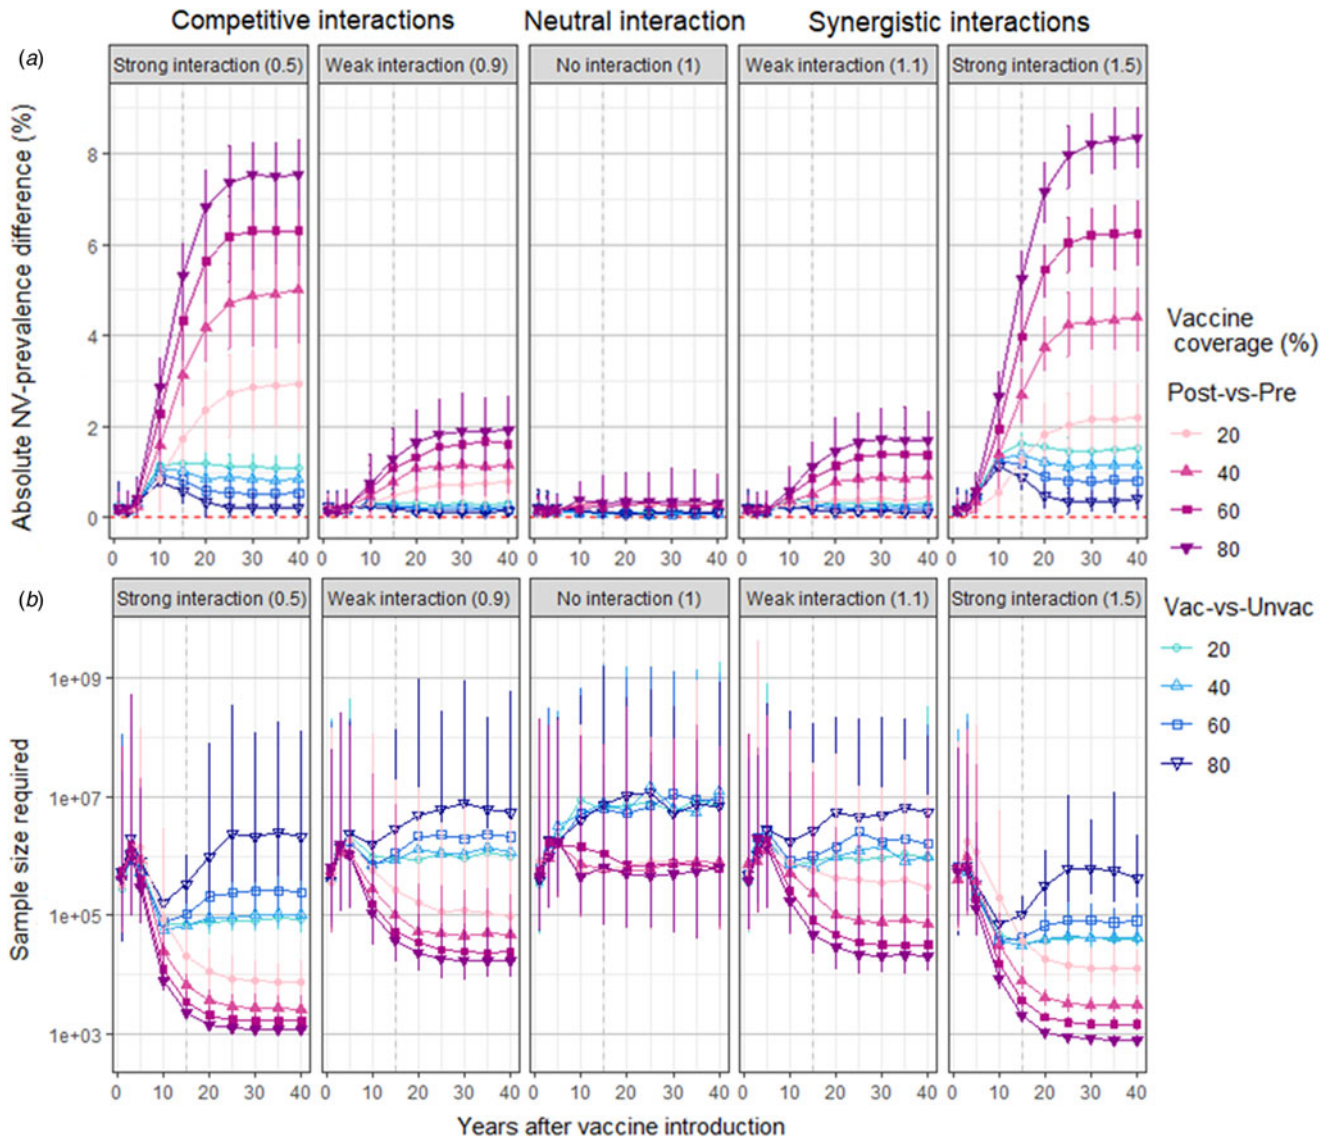 Competitive interactions Neutral interaction Synergistic interactions
(a)
Strong interaction (0.5) Weak interaction (0.9) No interaction (1) Weak interaction (1.1) Strong interaction (1.5)
Absolute NV-prevalence difference (%)
8
6
4
2
0
0 10 20 30 40 0 10 20 30 40 0 10 20 30 40 0 10 20 30 40 0 10 20 30 40
Vaccine
coverage (%)
Post-vs-Pre
20
40
60
80
Vac-vs-Unvac
20
40
60
80
(b)
Strong interaction (0.5) Weak interaction (0.9) No interaction (1) Weak interaction (1.1) Strong interaction (1.5)
Sample size required
1e+09
1e+07
1e+05
1e+03
0 10 20 30 40 0 10 20 30 40 0 10 20 30 40 0 10 20 30 40 0 10 20 30 40
Years after vaccine introduction